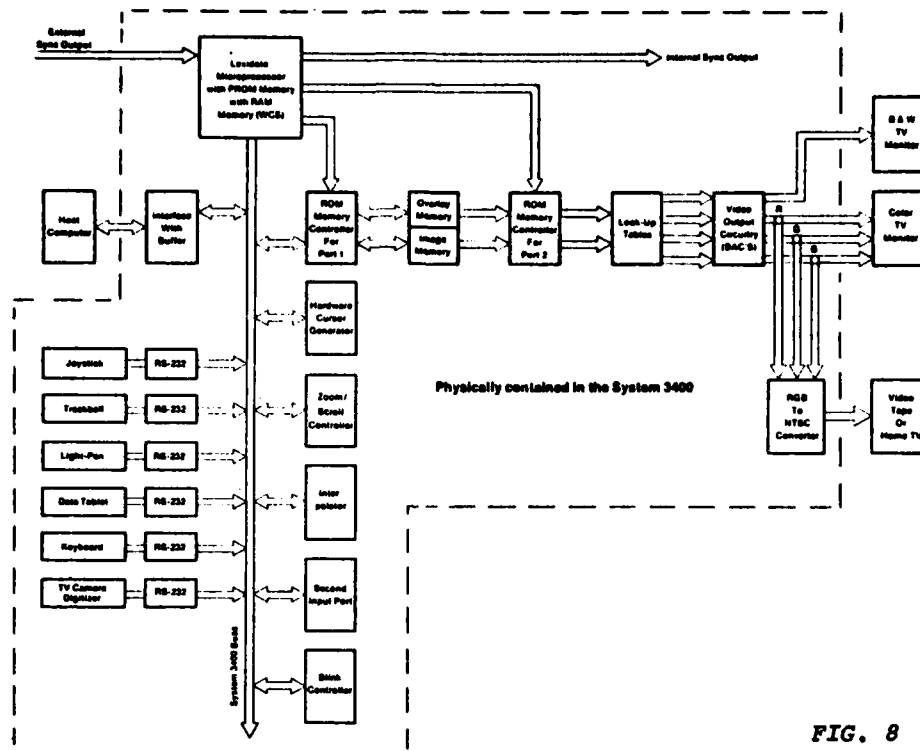 External
Sync Output
Lexidata
Microprocessor
with PROM Memory
with RAM
Memory (WCS)
Internal Sync Output
B & W
TV
Monitor
Host
Computer
Interface
With
Buffer
ROM
Memory
Controller
For
Port 1
Overlay
Memory
Image
Memory
ROM
Memory
Controller
For
Port 2
Look-Up
Tables
Video
Output
Circuitry
(DAC'S)
R
G
B
Color
TV
Monitor
Hardware
Cursor
Generator
Joystick
RS-232
Trackball
RS-232
Light-Pen
RS-232
Data Tablet
RS-232
Keyboard
RS-232
TV Camera
Digitizer
RS-232
Zoom/
Scroll
Controller
Physically contained in the System 3400
RGB
To
NTSC
Converter
Video
Tape
Or
Home TV
Inter
polator
Second
Input Port
Blink
Controller
System 3400
FIG. 8